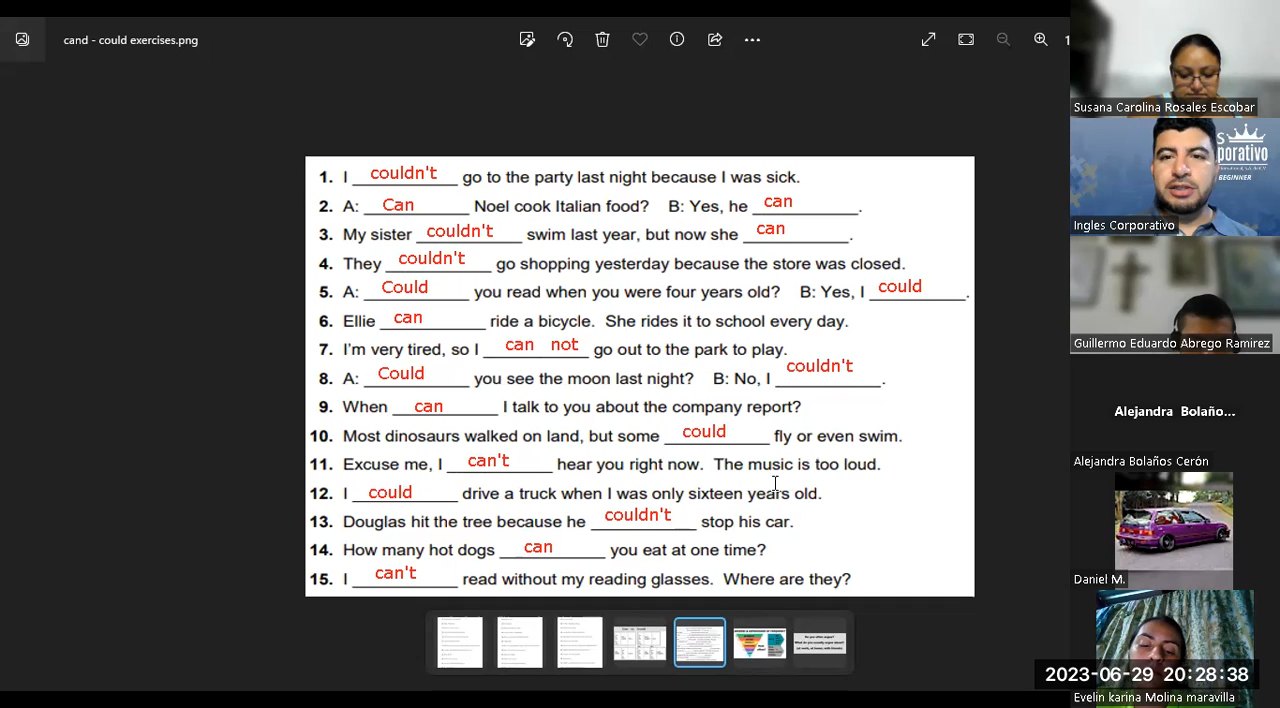 cand - could exercises.png
1
1. I couldn't go to the party last night because I was sick.
2. A: Can Noel cook Italian food? B: Yes, he can.
3. My sister couldn't swim last year, but now she can.
4. They couldn't go shopping yesterday because the store was closed.
5. A: Could you read when you were four years old? B: Yes, I could.
6. Ellie can ride a bicycle. She rides it to school every day.
7. I'm very tired, so I can not go out to the park to play.
8. A: Could you see the moon last night? B: No, I couldn't.
9. When can I talk to you about the company report?
10. Most dinosaurs walked on land, but some could fly or even swim.
11. Excuse me, I can't hear you right now. The music is too loud.
12. I could drive a truck when I was only sixteen years old.
13. Douglas hit the tree because he couldn't stop his car.
14. How many hot dogs can you eat at one time?
15. I can't read without my reading glasses. Where are they?
Susana Carolina Rosales Escobar
S
porativo
BEGINNER
Ingles Corporativo
Guillermo Eduardo Abrego Ramirez
Alejandra Bolaño...
Alejandra Bolaños Cerón
Daniel M.
2023-06-29 20:28:38
Evelin karina Molina maravilla